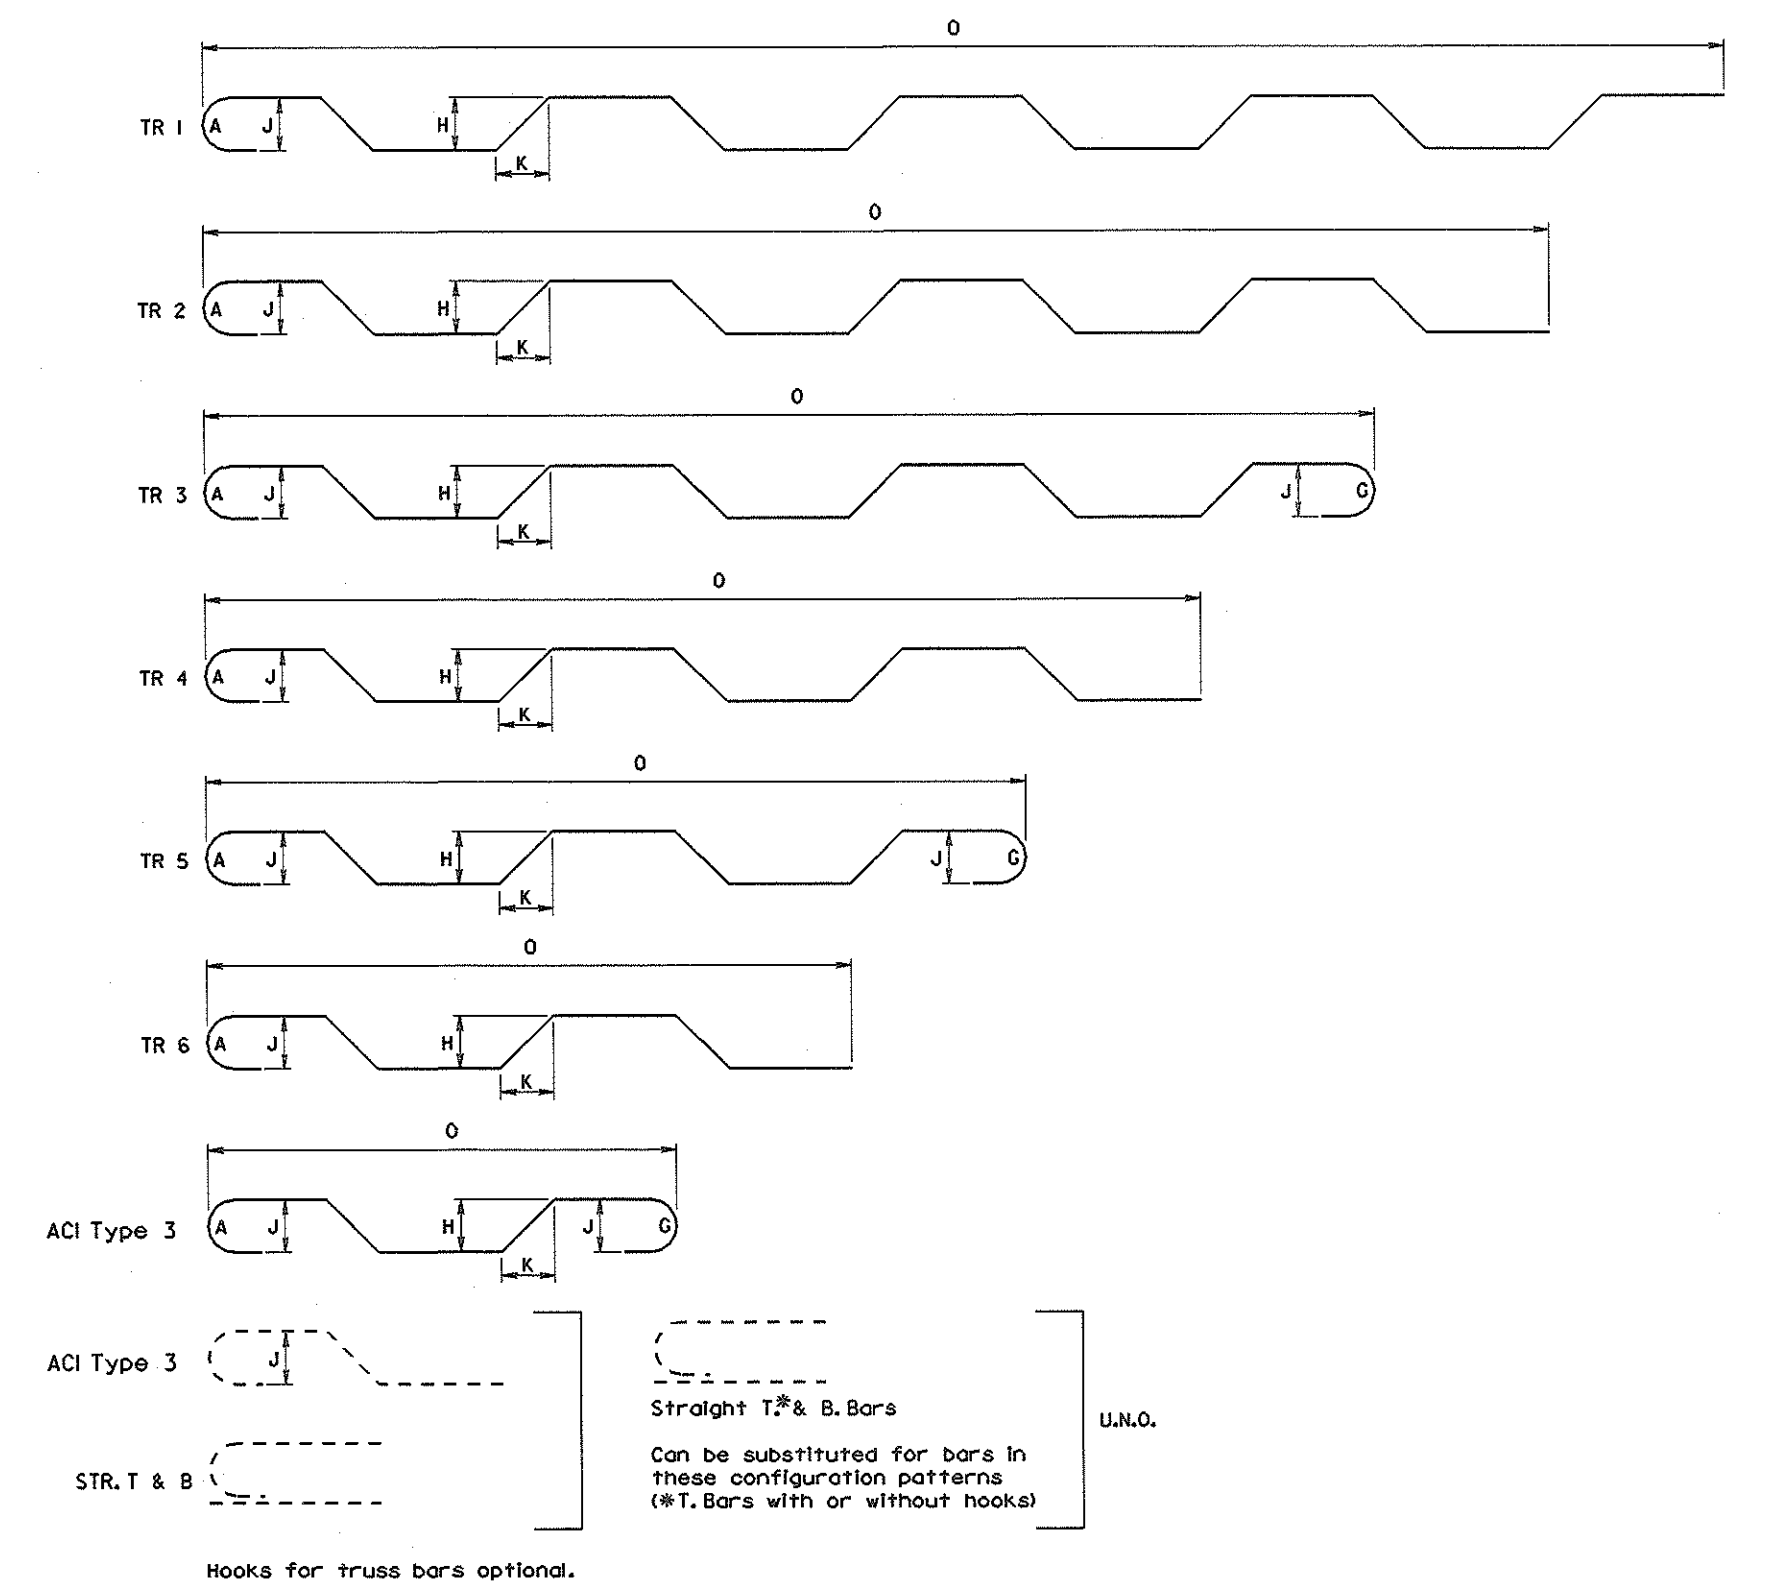 O
TR 1 A J H K
O
TR 2 A J H K
O
TR 3 A J H K J G
O
TR 4 A J H K
O
TR 5 A J H K J G
O
TR 6 A J H K
O
ACI Type 3 A J H K J G
ACI Type 3 J
STR. T & B
Straight T.* & B. Bars
Can be substituted for bars in
these configuration patterns
(*T. Bars with or without hooks)
U.N.O.
Hooks for truss bars optional.